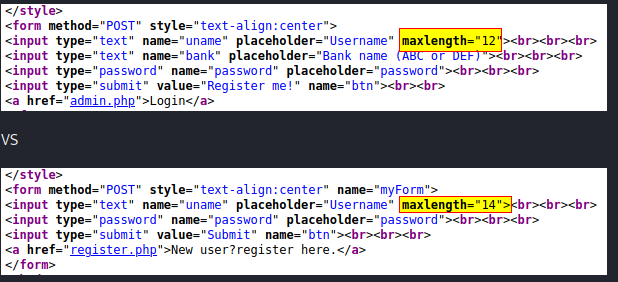 </style>
<form method="POST" style="text-align:center">
<input type="text" name="uname" placeholder="Username" maxlength="12"><br><br><br>
<input type="text" name="bank" placeholder="Bank name (ABC or DEF)"><br><br><br>
<input type="password" name="password" placeholder="password"><br><br><br>
<input type="submit" value="Register me!" name="btn"><br><br>
<a href="admin.php">Login</a>
VS
</style>
<form method="POST" style="text-align:center" name="myForm">
<input type="text" name="uname" placeholder="Username" maxlength="14"><br><br><br>
<input type="password" name="password" placeholder="password"><br><br><br>
<input type="submit" value="Submit" name="btn"><br><br><br>
<a href="register.php">New user?register here.</a>
</form>